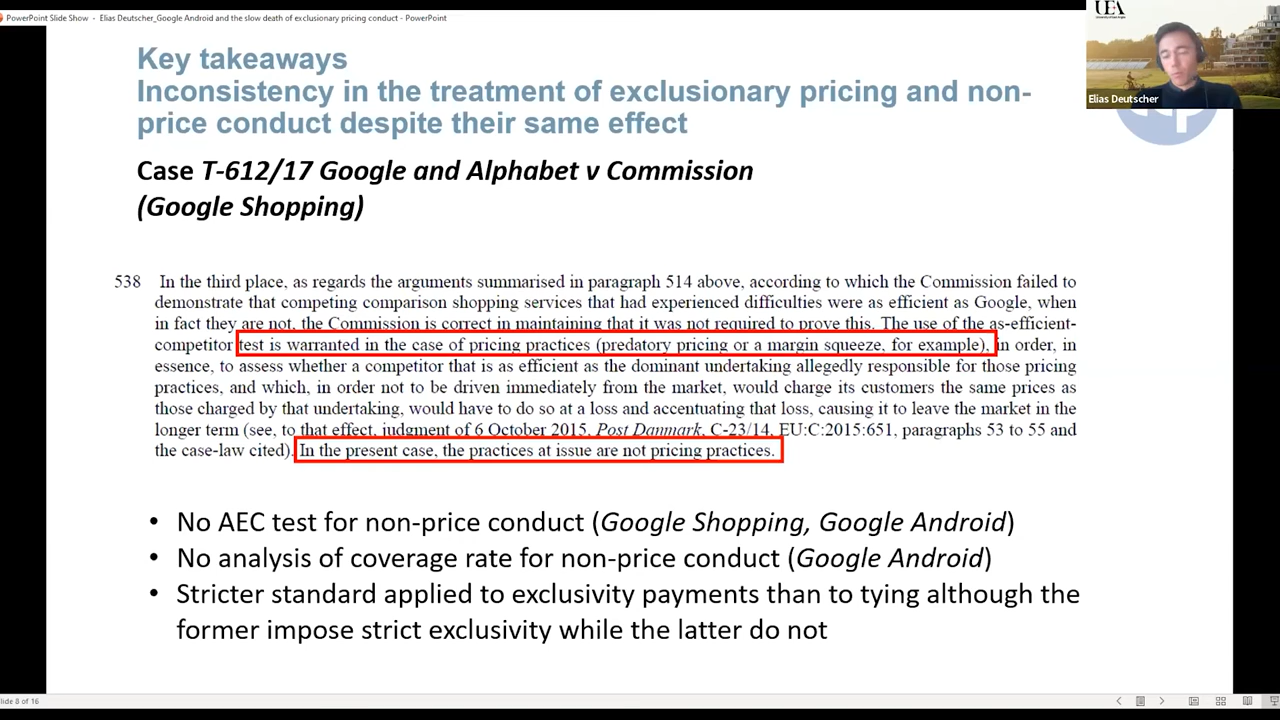 PowerPoint Slide Show - Elias Deutscher_Google Android and the slow death of exclusionary pricing conduct - PowerPoint
UEA
Elias Deutscher
Key takeaways
Inconsistency in the treatment of exclusionary pricing and non-
price conduct despite their same effect
Case T-612/17 Google and Alphabet v Commission
(Google Shopping)
538 In the third place, as regards the arguments summarised in paragraph 514 above, according to which the Commission failed to
demonstrate that competing comparison shopping services that had experienced difficulties were as efficient as Google, when
in fact they are not, the Commission is correct in maintaining that it was not required to prove this. The use of the as-efficient-
competitor test is warranted in the case of pricing practices (predatory pricing or a margin squeeze, for example), in order, in
essence, to assess whether a competitor that is as efficient as the dominant undertaking allegedly responsible for those pricing
practices, and which, in order not to be driven immediately from the market, would charge its customers the same prices as
those charged by that undertaking, would have to do so at a loss and accentuating that loss, causing it to leave the market in the
longer term (see, to that effect, judgment of 6 October 2015, Post Danmark, C-23/14, EU:C:2015:651, paragraphs 53 to 55 and
the case-law cited). In the present case, the practices at issue are not pricing practices.
• No AEC test for non-price conduct (Google Shopping, Google Android)
• No analysis of coverage rate for non-price conduct (Google Android)
• Stricter standard applied to exclusivity payments than to tying although the
former impose strict exclusivity while the latter do not
lide 8 of 16